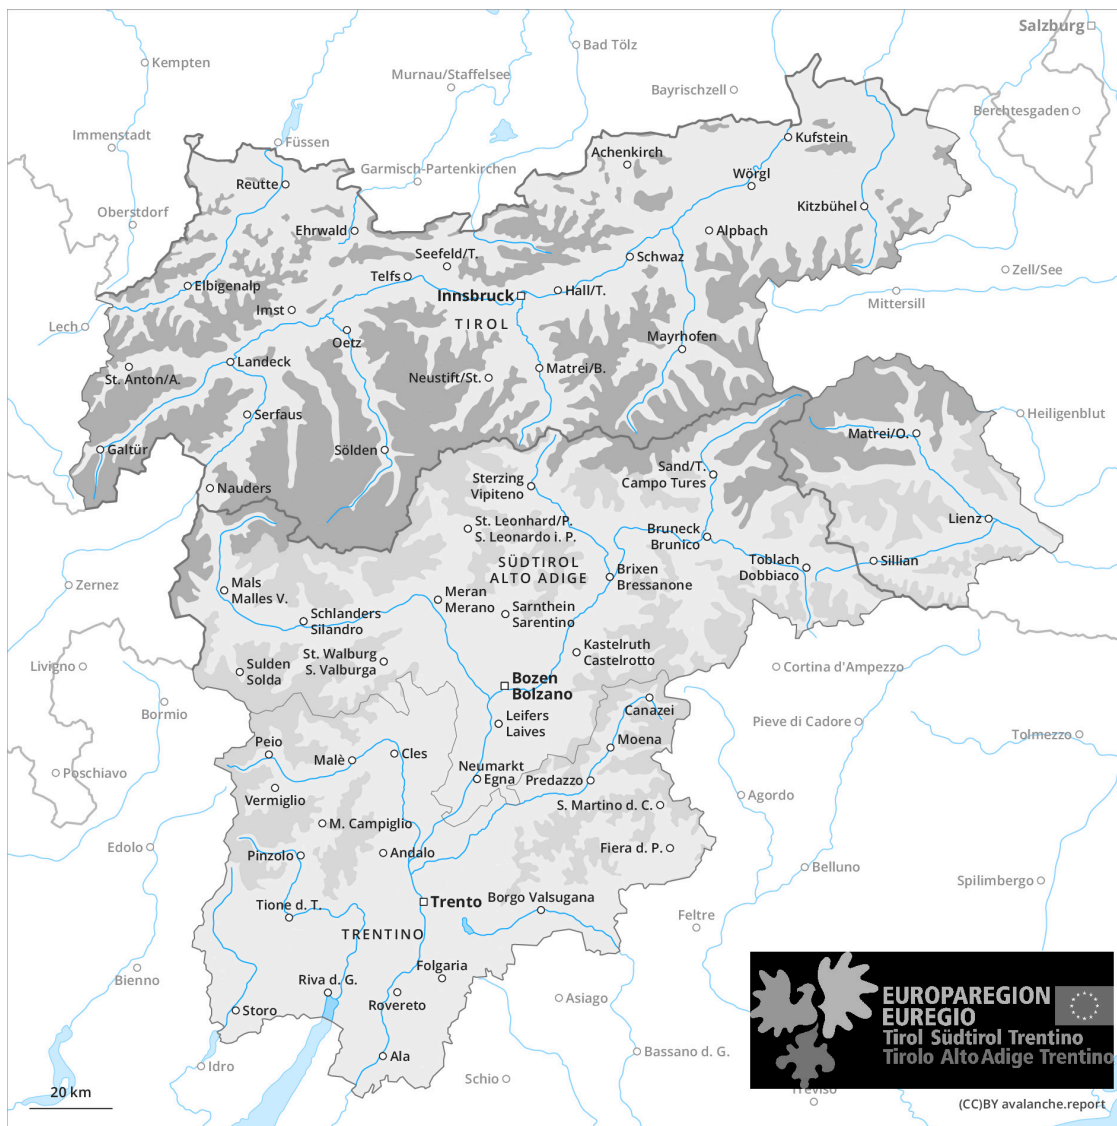 Salzburg
Bad Tölz
Kempten
Murnau/Staffelsee
Bayrischzell
Berchtesgaden
Immenstadt
Füssen
Kufstein
Achenkirch
Garmisch-Partenkirchen
Wörgl
Reutte
Kitzbühel
Oberstdorf
Ehrwald
Alpbach
Seefeld/T.
Schwaz
Zell/See
Telfs
Elbigenalp
Hall/T.
Innsbruck
Mittersill
Imst
TIROL
Lech
Oetz
Mayrhofen
Landeck
Matrei/B.
St. Anton/A.
Neustift/St.
Serfaus
Heiligenblut
Matrei/O.
Galtür
Sölden
Sand/T.
Campo Tures
Sterzing
Vipiteno
Nauders
Lienz
St. Leonhard/P.
S. Leonardo i. P.
Bruneck
Brunico
SÜDTIROL
ALTO ADIGE
Toblach
Dobbiaco
Sillian
Brixen
Bressanone
Zernez
Mals
Malles V.
Meran
Merano
Schlanders
Silandro
Sarnthein
Sarentino
Kastelruth
Castelrotto
St. Walburg
S. Valburga
Livigno
Sulden
Solda
Cortina d'Ampezzo
Bozen
Bolzano
Bormio
Canazei
Leifers
Laives
Pieve di Cadore
Tolmezzo
Moena
Peio
Cles
Malè
Neumarkt
Egna
Poschiavo
Predazzo
Vermiglio
Agordo
S. Martino d. C.
M. Campiglio
Edolo
Pinzolo
Andalo
Fiera d. P.
Belluno
Spilimbergo
Borgo Valsugana
Trento
Tione d. T.
Feltre
TRENTINO
Folgaria
Bienno
Riva d. G.
Rovereto
Asiago
Storo
EUROPAREGION
EUREGIO
Tirol Südtirol Trentino
Tirolo Alto Adige Trentino
Ala
Bassano d. G.
Idro
Schio
Treviso
20 km
(CC)BY avalanche.report